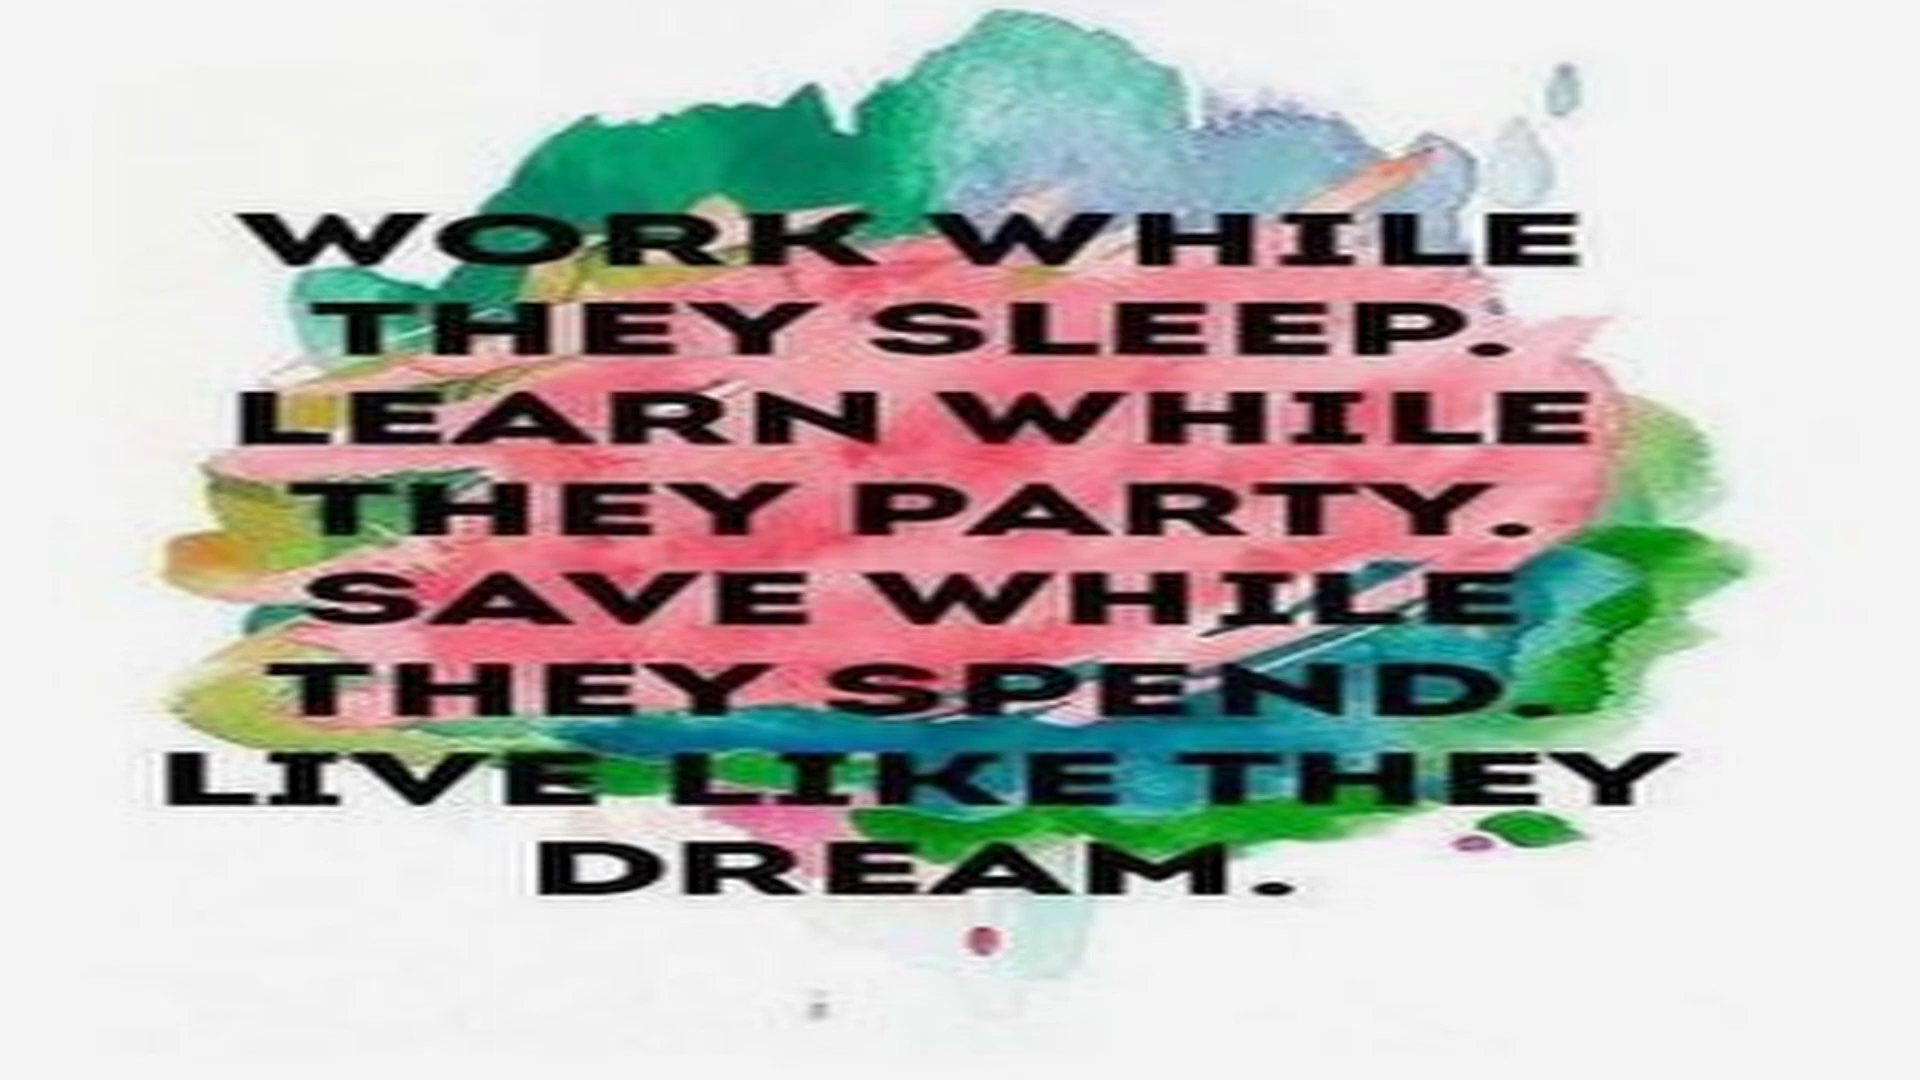 WORK WHILE
THEY SLEEP.
LEARN WHILE
THEY PARTY.
SAVE WHILE
THEY SPEND.
LIVE LIKE THEY
DREAM.